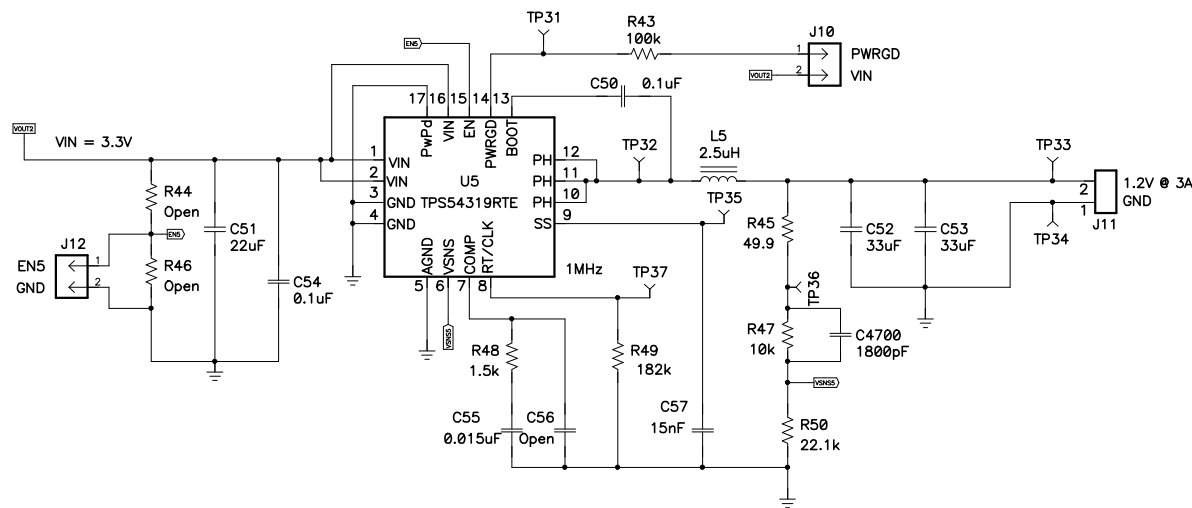 TP31
R43
100k
J10
EN5
1
PWRGD
C50
0.1uF
VOUT2
2
VIN
17
16
15
14
13
VOUT2
VIN = 3.3V
PwPd
VIN
EN
PWRGD
BOOT
TP32
L5
2.5uH
TP33
1
VIN
PH
12
2
VIN
PH
11
3
GND
PH
10
4
GND
SS
9
U5
TPS54319RTE
TP35
2
1
1.2V @ 3A
GND
J11
TP34
R44
Open
EN5
C51
22uF
R45
49.9
C52
33uF
C53
33uF
J12
EN5
1
GND
2
R46
Open
C54
0.1uF
AGND
VSNS
COMP
RT/CLK
1MHz
5
6
7
8
TP37
TP36
VSNS5
R47
10k
C4700
1800pF
R48
1.5k
R49
182k
VSNS5
C55
0.015uF
C56
Open
C57
15nF
R50
22.1k